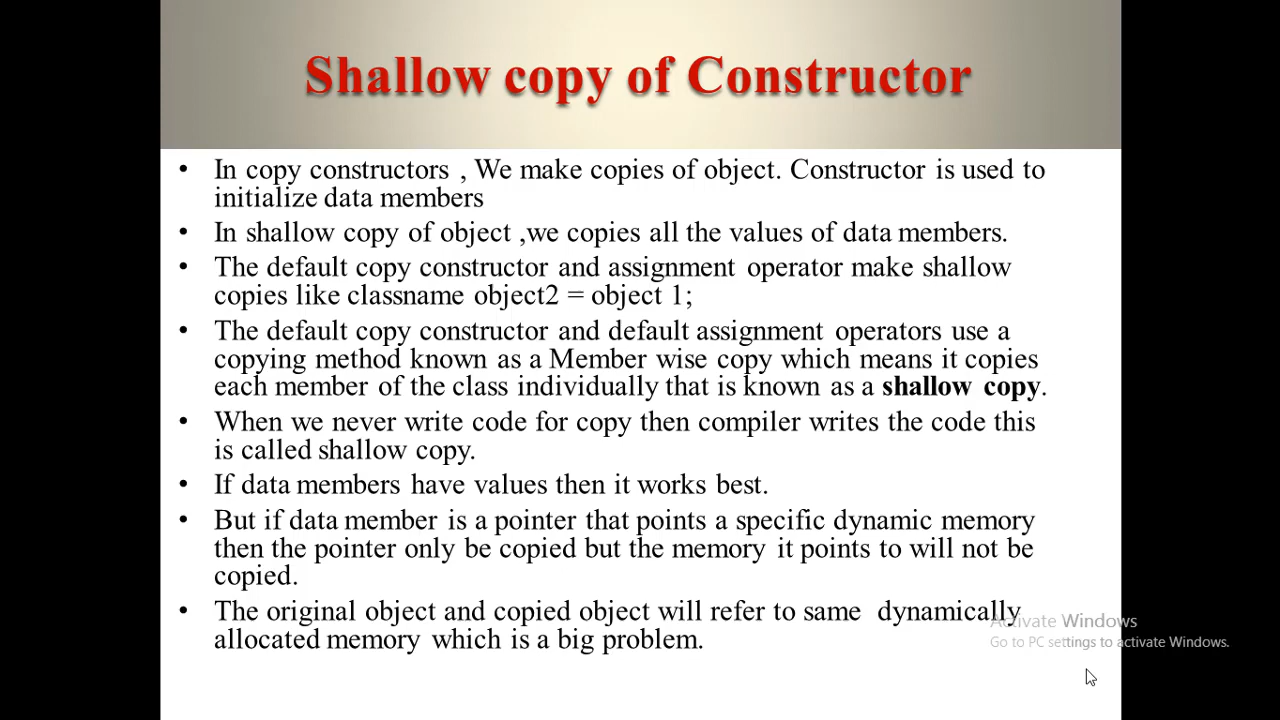 Shallow copy of Constructor
• In copy constructors , We make copies of object. Constructor is used to
initialize data members
• In shallow copy of object ,we copies all the values of data members.
• The default copy constructor and assignment operator make shallow
copies like classname object2 = object 1;
• The default copy constructor and default assignment operators use a
copying method known as a Member wise copy which means it copies
each member of the class individually that is known as a shallow copy.
• When we never write code for copy then compiler writes the code this
is called shallow copy.
• If data members have values then it works best.
• But if data member is a pointer that points a specific dynamic memory
then the pointer only be copied but the memory it points to will not be
copied.
• The original object and copied object will refer to same dynamically
allocated memory which is a big problem.
Activate Windows
Go to PC settings to activate Windows.